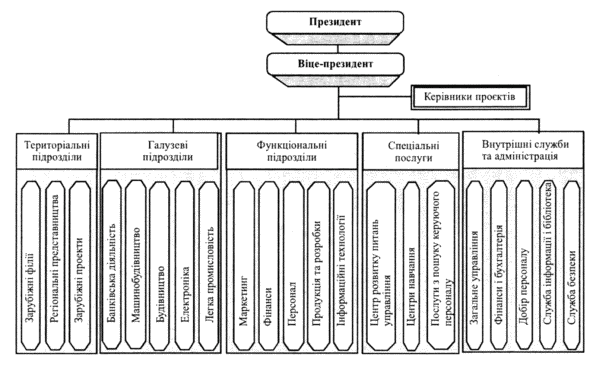 Президент
Віце-президент
Керівники проєктів
Територіальні
підрозділи
Галузеві
підрозділи
Функціональні
підрозділи
Спеціальні
послуги
Внутрішні служби
та адміністрація
Зарубіжні філії
Регіональні представництва
Зарубіжні проекти
Банківська діяльність
Машинобудівництво
Будівництво
Електроніка
Легка промисловість
Маркетинг
Фінанси
Персонал
Продукція та розробки
Інформаційні технології
Центр розвитку питань
управління
Центри навчання
Послуги з пошуку керуючого
персоналу
Загальне управління
Фінанси і бухгалтерія
Добір персоналу
Служба інформації і бібліотека
Служба безпеки